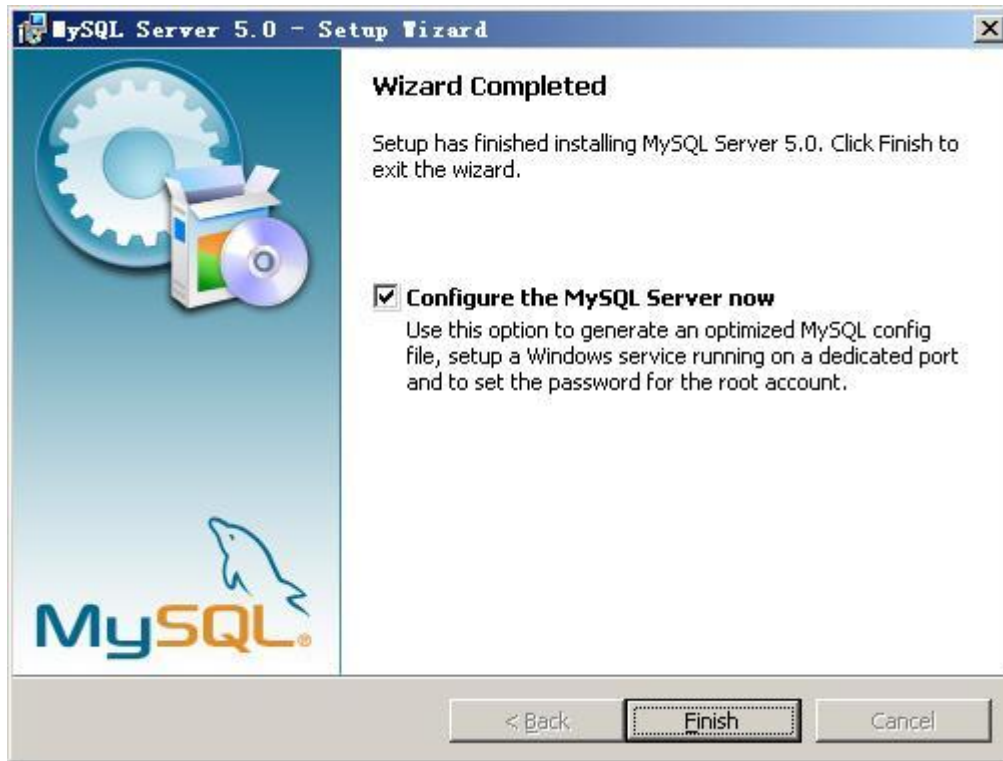 MySQL Server 5.0 - Setup Wizard
Wizard Completed
Setup has finished installing MySQL Server 5.0. Click Finish to
exit the wizard.
Configure the MySQL Server now
Use this option to generate an optimized MySQL config
file, setup a Windows service running on a dedicated port
and to set the password for the root account.
MySQL®
< Back
Finish
Cancel